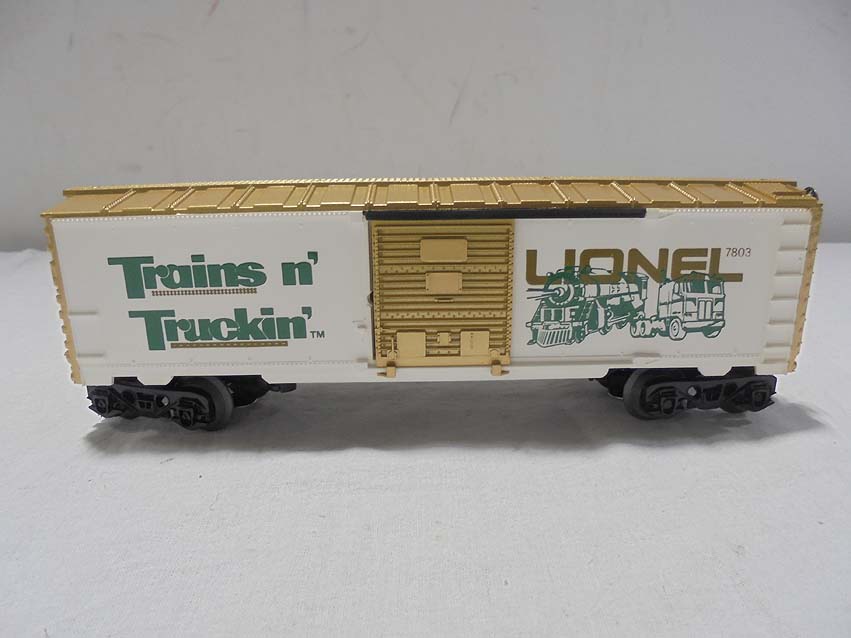 Trains n'
Truckin'™
LIONEL 7803